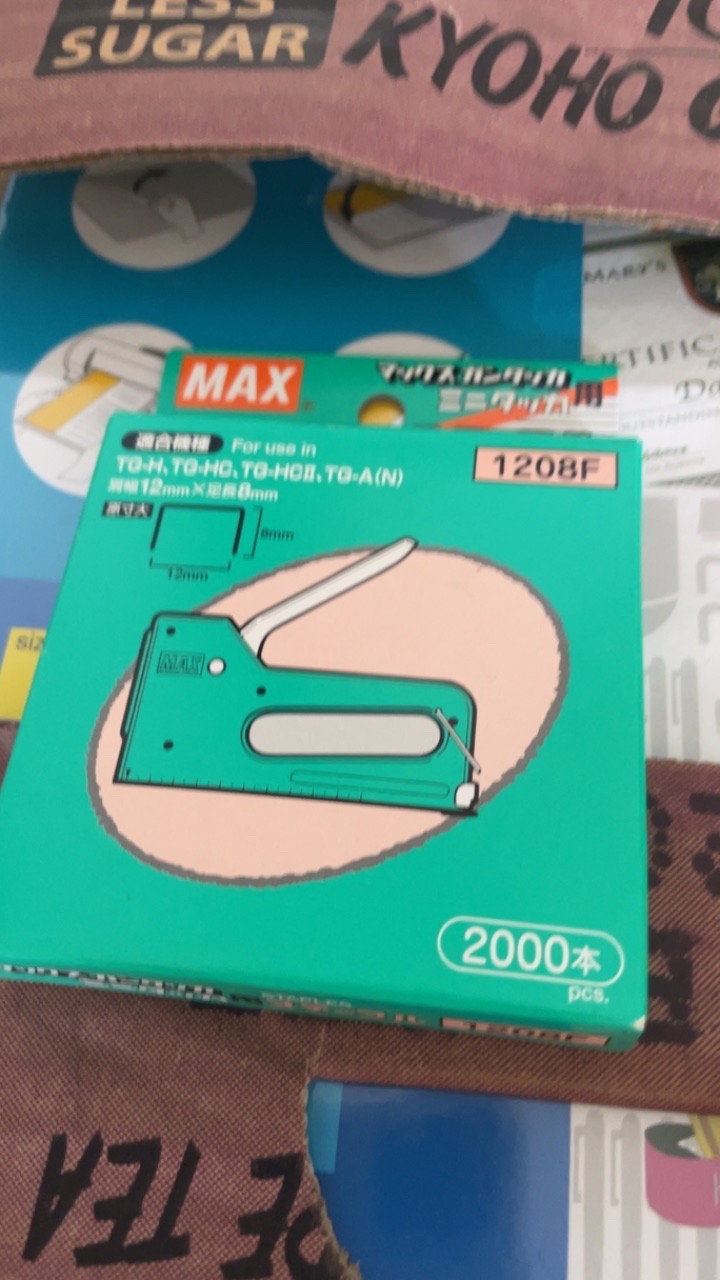 LESS
SUGAR
KYOHO
MARY'S
MAX
マックスガンタッカ
ミニタッカ用
適合機種 For use in
TG-H、TG-HC、TG-HCⅡ、TG-A(N)
肩幅12mm×足長8mm
1208F
原寸大
8mm
12mm
MAX
2000本
pcs.
1208F